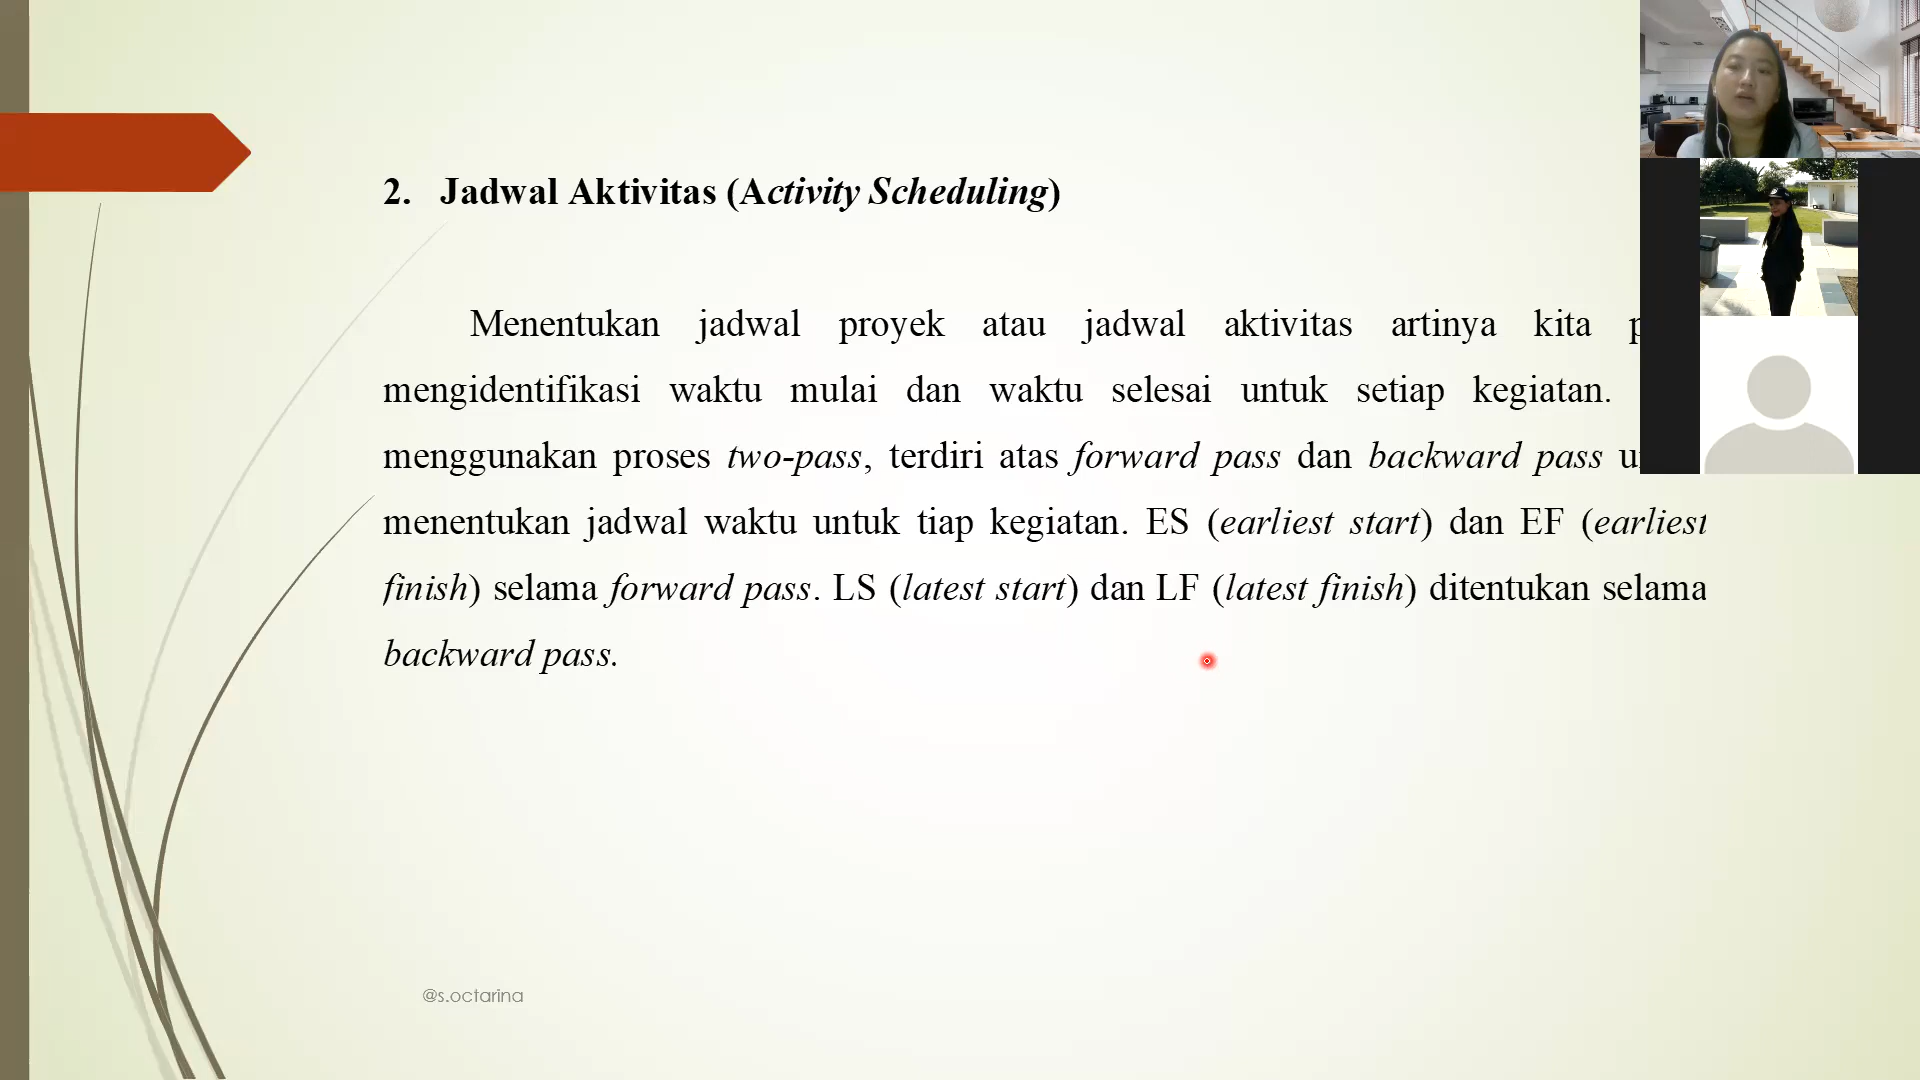 2. Jadwal Aktivitas (Activity Scheduling)
Menentukan jadwal proyek atau jadwal aktivitas artinya kita
mengidentifikasi waktu mulai dan waktu selesai untuk setiap kegiatan.
menggunakan proses two-pass, terdiri atas forward pass dan backward pass
menentukan jadwal waktu untuk tiap kegiatan. ES (earliest start) dan EF (earliest
finish) selama forward pass. LS (latest start) dan LF (latest finish) ditentukan selama
backward pass.
@s.octarina